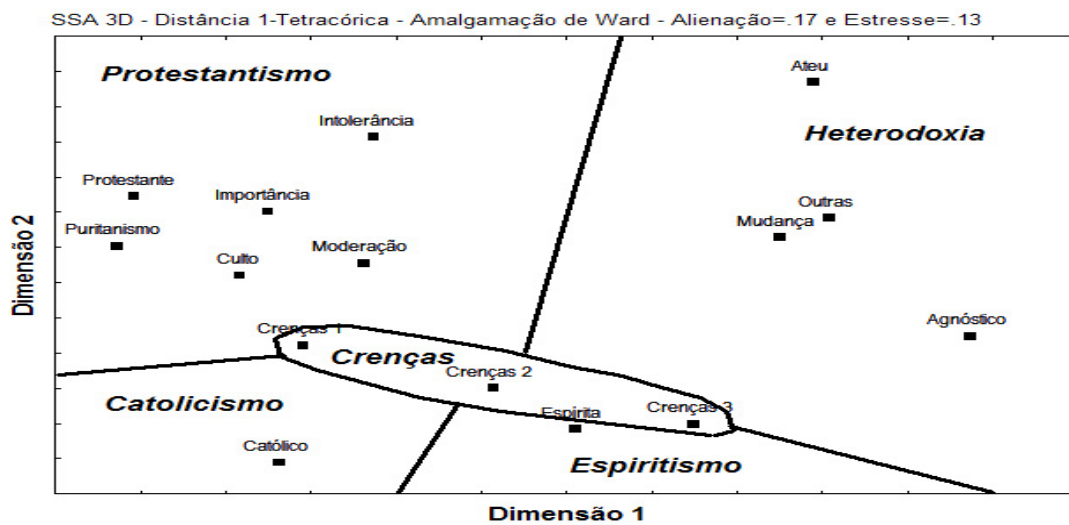 SSA 3D - Distância 1-Tetracórica - Amalgamação de Ward - Alienação=.17 e Estresse=.13
Protestantismo
Ateu
Intolerância
Heterodoxia
Protestante
Importância
Outras
Puritanismo
Mudança
Moderação
Culto
Dimensão 2
Agnóstico
Crenças 1
Crenças
Crenças 2
Catolicismo
Espírita
Crenças 3
Católico
Espiritismo
Dimensão 1